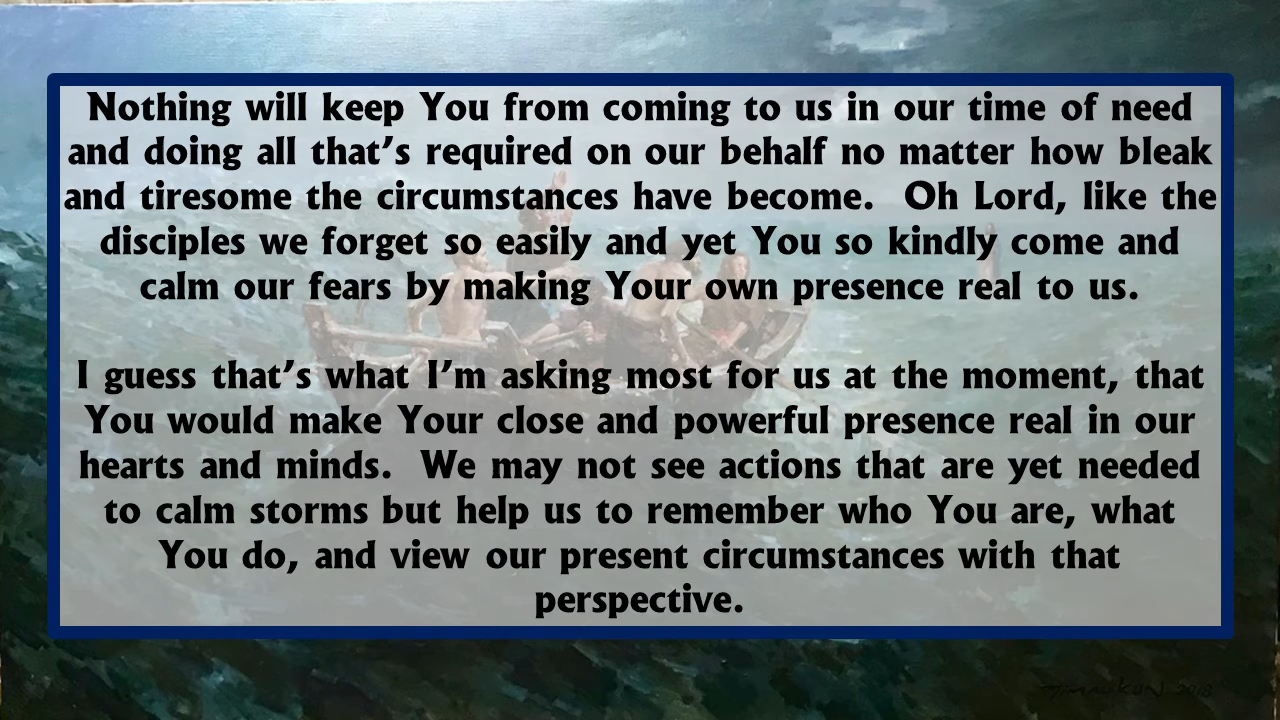 Nothing will keep You from coming to us in our time of need
and doing all that's required on our behalf no matter how bleak
and tiresome the circumstances have become.  Oh Lord, like the
disciples we forget so easily and yet You so kindly come and
calm our fears by making Your own presence real to us.

I guess that's what I'm asking most for us at the moment, that
You would make Your close and powerful presence real in our
hearts and minds.  We may not see actions that are yet needed
to calm storms but help us to remember who You are, what
You do, and view our present circumstances with that
perspective.
2018